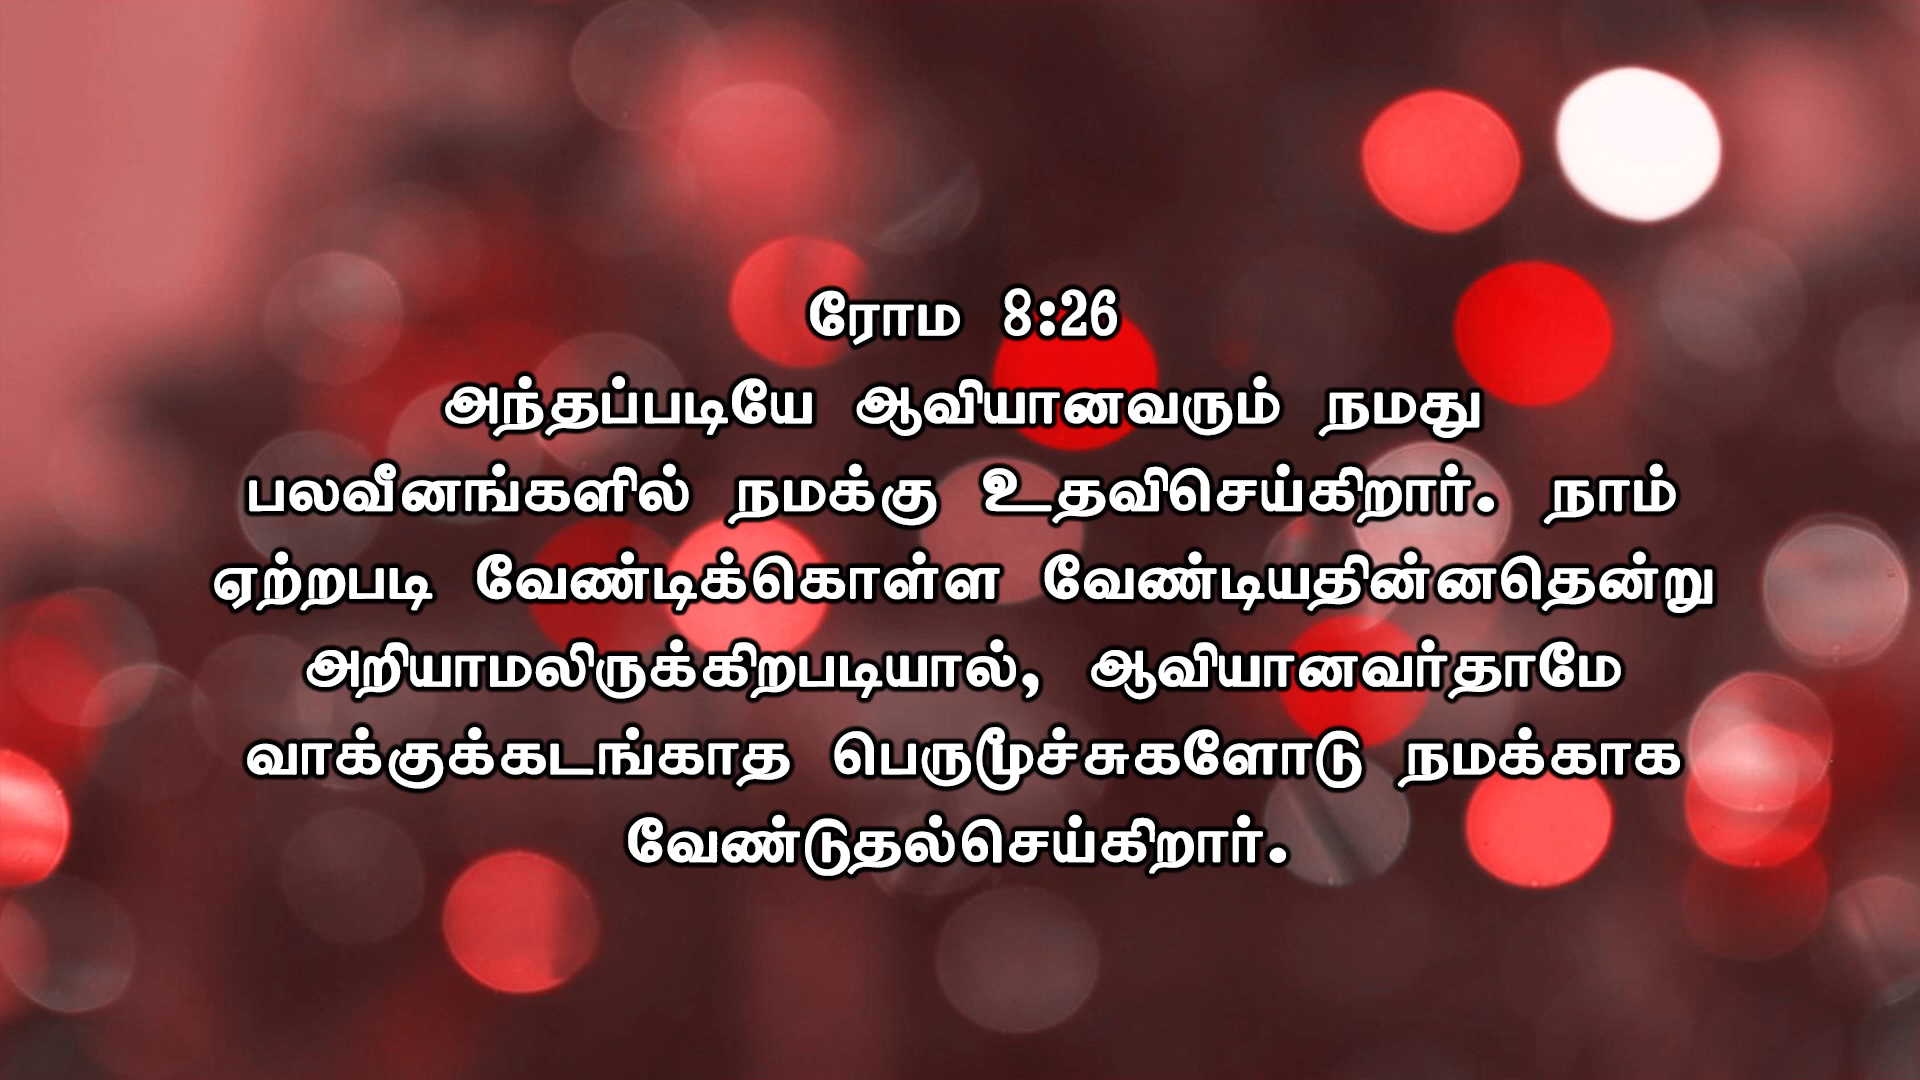 ரோம 8:26
அந்தப்படியே ஆவியானவரும் நமது
பலவீனங்களில் நமக்கு உதவிசெய்கிறார். நாம்
ஏற்றபடி வேண்டிக்கொள்ள வேண்டியதின்னதென்று
அறியாமலிருக்கிறபடியால், ஆவியானவர்தாமே
வாக்குக்கடங்காத பெருமூச்சுகளோடு நமக்காக
வேண்டுதல்செய்கிறார்.